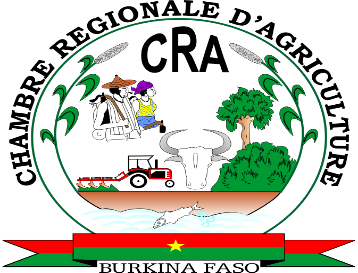 CHAMBRE REGIONALE D'AGRICULTURE
CRA
BURKINA FASO